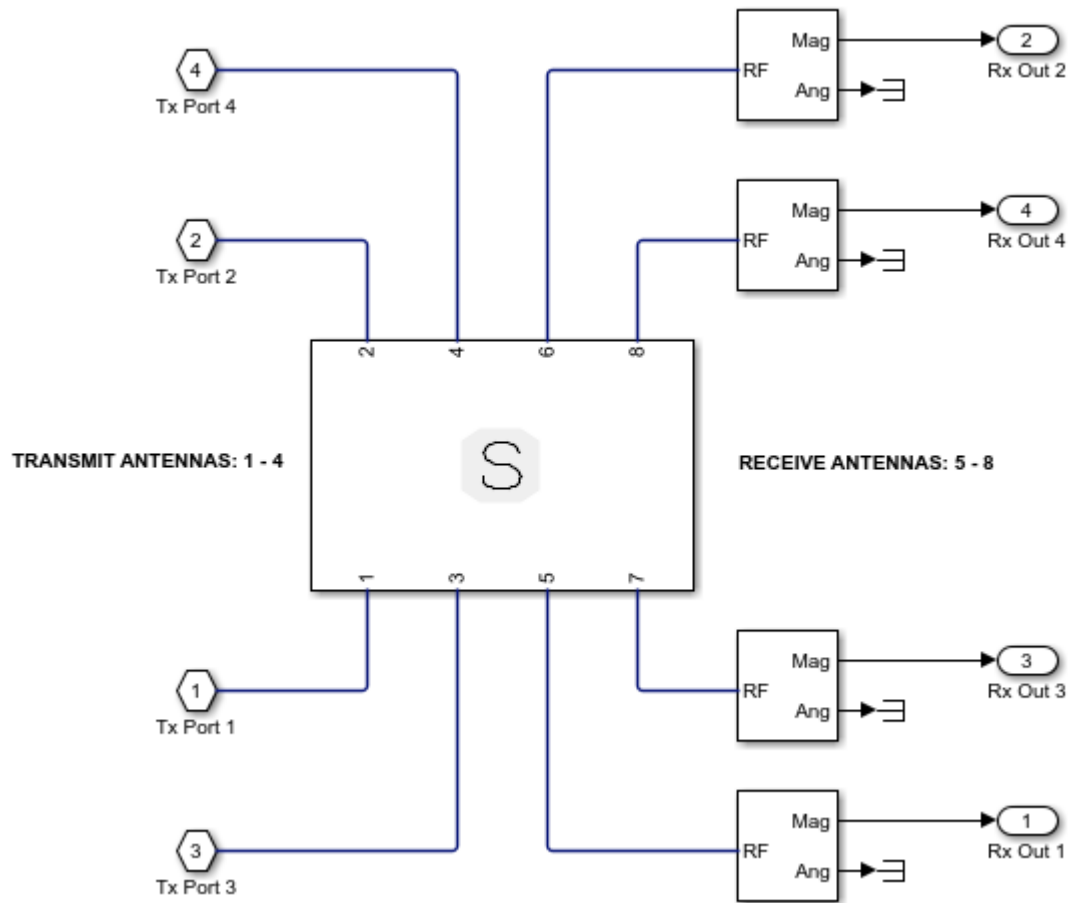 Mag
2
4
RF
Rx Out 2
Tx Port 4
Ang
Mag
4
2
RF
Rx Out 4
Tx Port 2
Ang
2
4
6
8
S
TRANSMIT ANTENNAS: 1 - 4
RECEIVE ANTENNAS: 5 - 8
1
3
5
7
Mag
3
1
RF
Rx Out 3
Tx Port 1
Ang
Mag
1
3
RF
Rx Out 1
Tx Port 3
Ang